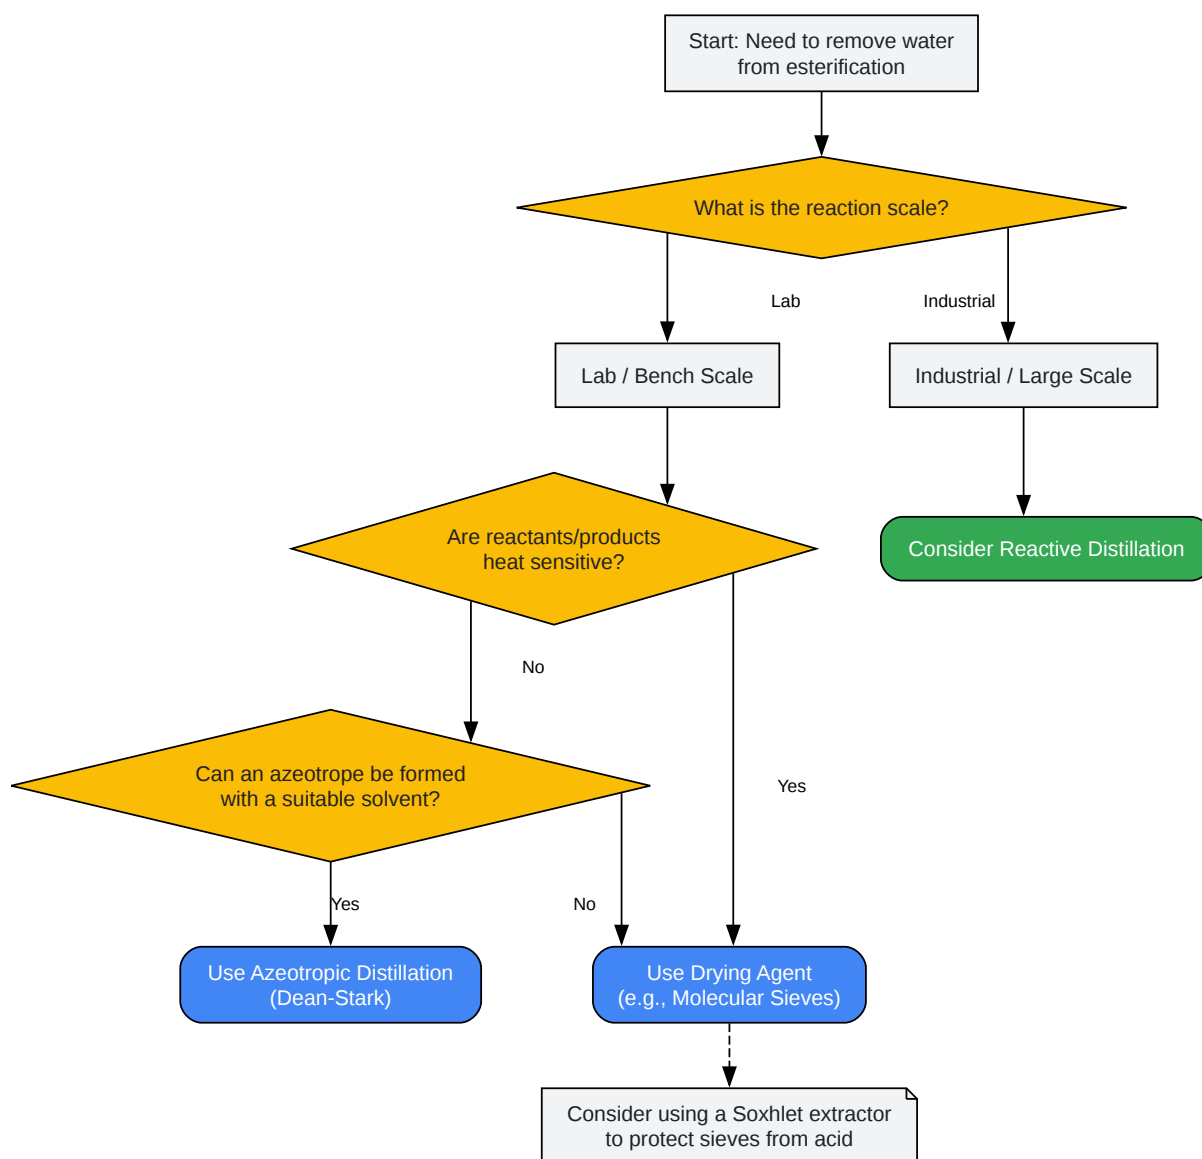 Start: Need to remove water
from esterification
What is the reaction scale?
Lab
Industrial
Lab / Bench Scale
Industrial / Large Scale
Are reactants/products
heat sensitive?
Consider Reactive Distillation
No
Can an azeotrope be formed
with a suitable solvent?
Yes
Yes
No
Use Azeotropic Distillation
(Dean-Stark)
Use Drying Agent
(e.g., Molecular Sieves)
Consider using a Soxhlet extractor
to protect sieves from acid